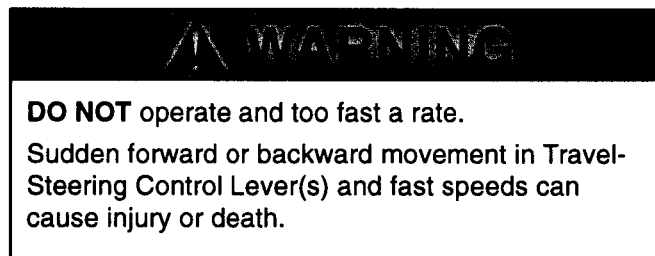 WARNING
DO NOT operate and too fast a rate.
Sudden forward or backward movement in Travel-
Steering Control Lever(s) and fast speeds can
cause injury or death.